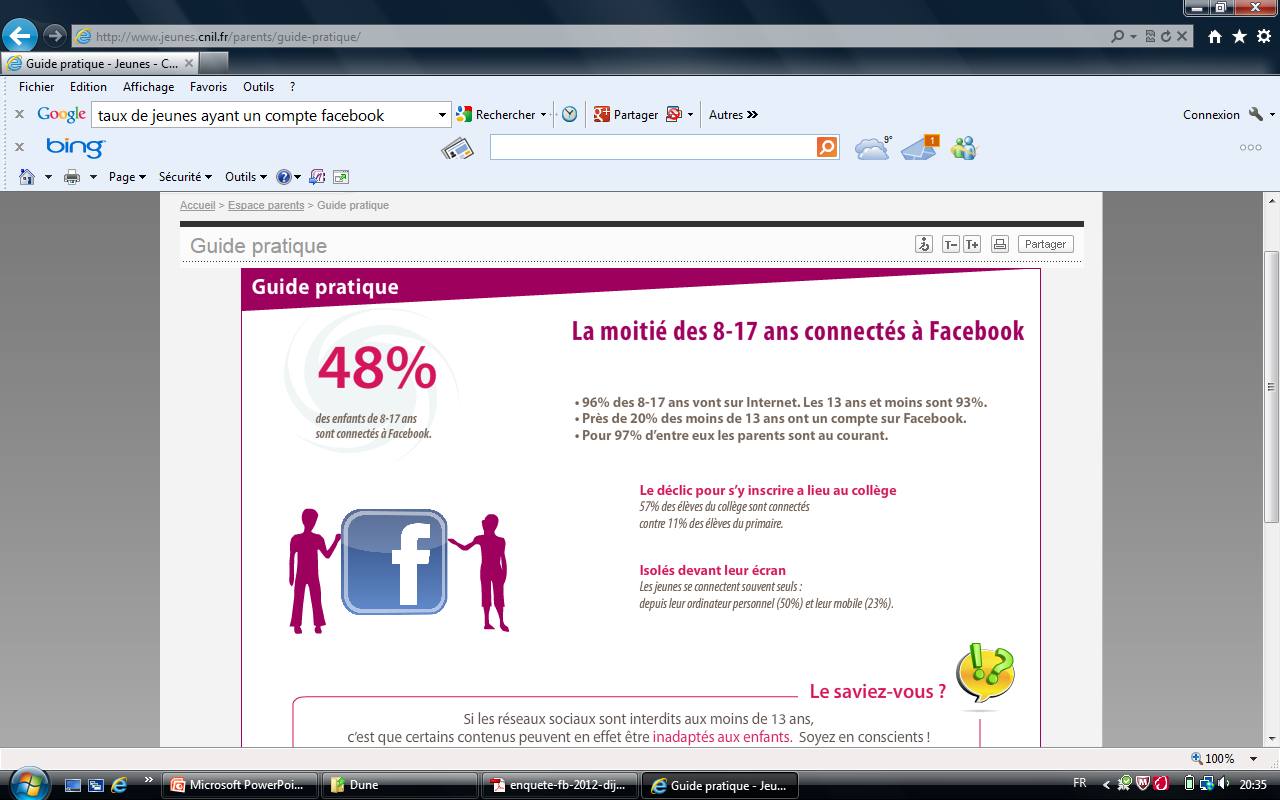 http://www.jeunes.cnil.fr/parents/guide-pratique/
Guide pratique - Jeunes - C...
Fichier Edition Affichage Favoris Outils ?
Google taux de jeunes ayant un compte facebook Rechercher Partager Autres Connexion
bing 9° 1
Page Sécurité Outils
Accueil > Espace parents > Guide pratique
Guide pratique T- T+ Partager
Guide pratique
La moitié des 8-17 ans connectés à Facebook
48%
des enfants de 8-17 ans
sont connectés à Facebook.
• 96% des 8-17 ans vont sur Internet. Les 13 ans et moins sont 93%.
• Près de 20% des moins de 13 ans ont un compte sur Facebook.
• Pour 97% d'entre eux les parents sont au courant.
Le déclic pour s'y inscrire a lieu au collège
57% des élèves du collège sont connectés
contre 11% des élèves du primaire.
f
Isolés devant leur écran
Les jeunes se connectent souvent seuls :
depuis leur ordinateur personnel (50%) et leur mobile (23%).
Le saviez-vous ?
Si les réseaux sociaux sont interdits aux moins de 13 ans,
c'est que certains contenus peuvent en effet être inadaptés aux enfants. Soyez en conscients !
100%
Microsoft PowerPoi... Dune enquete-fb-2012-dij... Guide pratique - Jeu... FR 20:35